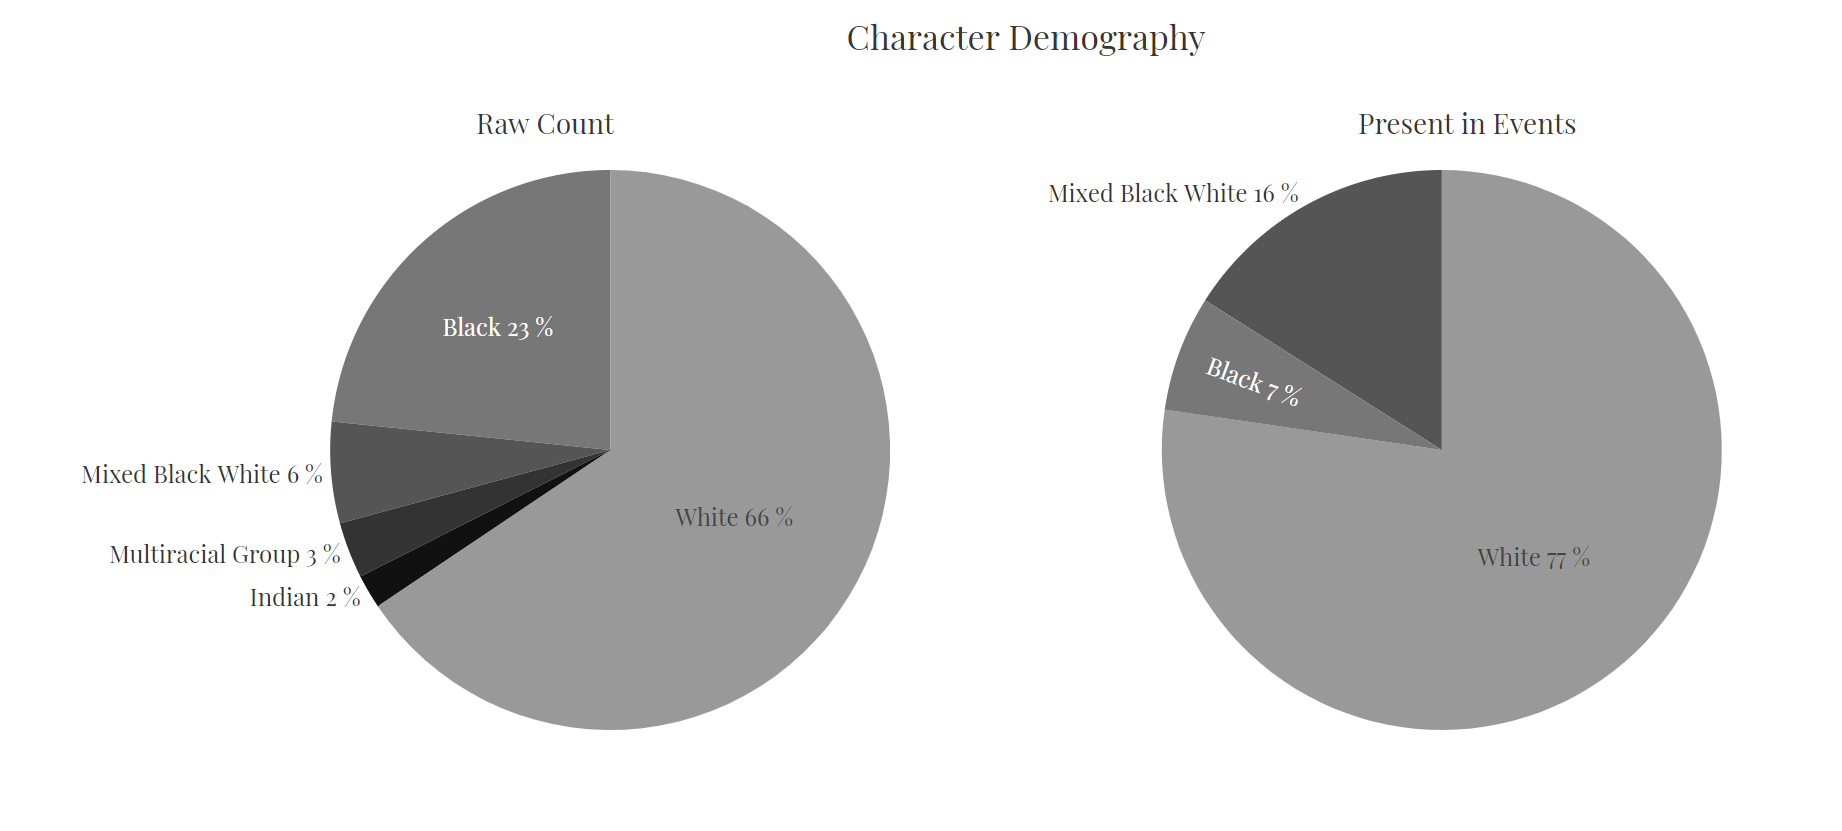 Character Demography
Raw Count
Black 23 %
Mixed Black White 6 %
White 66 %
Multiracial Group 3 %
Indian 2 %
Present in Events
Mixed Black White 16 %
Black 7 %
White 77 %